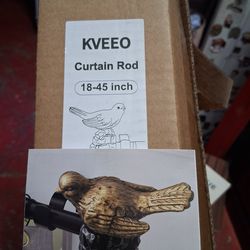 KVEEO
Curtain Rod
18-45 inch